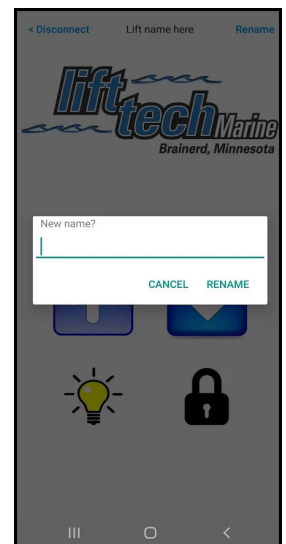 < Disconnect Lift name here Rename
lift
tech Marine
Brainerd, Minnesota
New name?
CANCEL RENAME